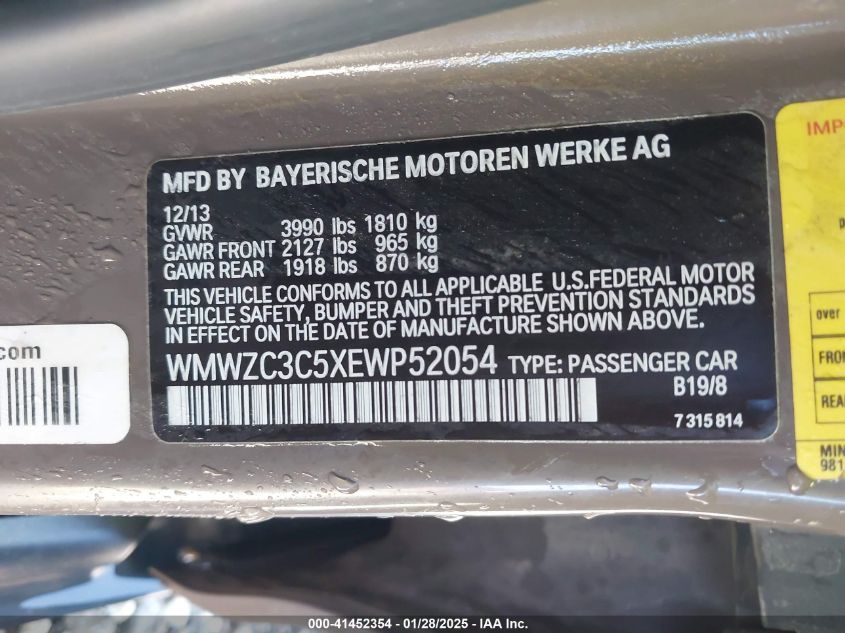 MFD BY BAYERISCHE MOTOREN WERKE AG
12/13
GVWR 3990 lbs 1810 kg
GAWR FRONT 2127 lbs 965 kg
GAWR REAR 1918 lbs 870 kg
THIS VEHICLE CONFORMS TO ALL APPLICABLE U.S.FEDERAL MOTOR
VEHICLE SAFETY, BUMPER AND THEFT PREVENTION STANDARDS
IN EFFECT ON THE DATE OF MANUFACTURE SHOWN ABOVE.
WMWZC3C5XEWP52054 TYPE: PASSENGER CAR
B19/8
7 315 814
.com
IMP
over
FRON
REA
MIN
981
000-41452354 - 01/28/2025 - IAA Inc.